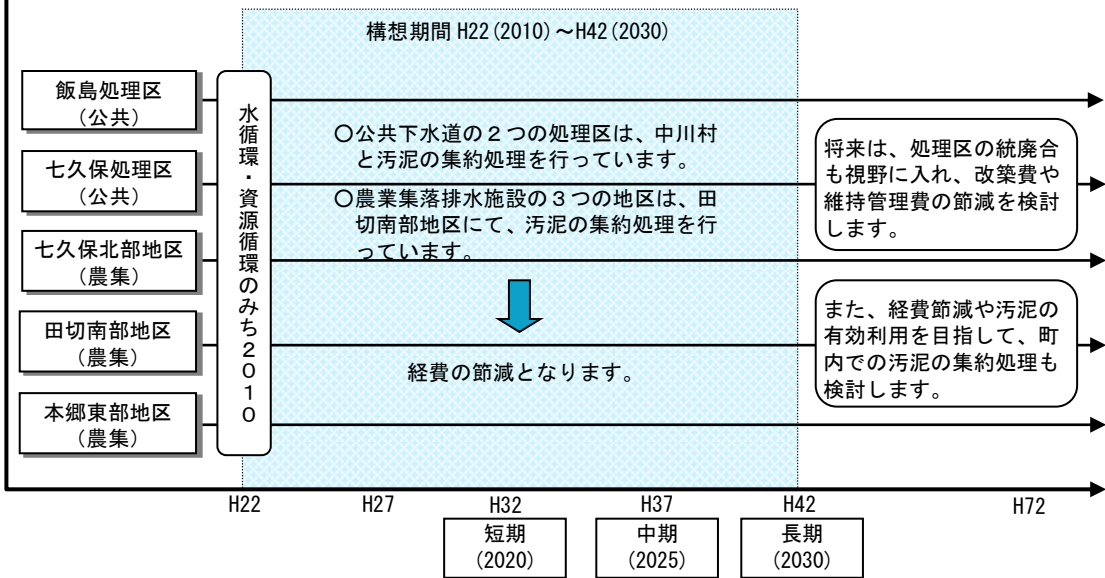 構想期間 H22(2010)～H42(2030)
飯島処理区
(公共)
七久保処理区
(公共)
七久保北部地区
(農集)
田切南部地区
(農集)
本郷東部地区
(農集)
水循環・資源循環のみち2010
○公共下水道の２つの処理区は、中川村
と汚泥の集約処理を行っています。
○農業集落排水施設の３つの地区は、田
切南部地区にて、汚泥の集約処理を行
っています。
経費の節減となります。
将来は、処理区の統廃合
も視野に入れ、改築費や
維持管理費の節減を検討
します。
また、経費節減や汚泥の
有効利用を目指して、町
内での汚泥の集約処理も
検討します。
H22 H27 H32 H37 H42 H72
短期
(2020)
中期
(2025)
長期
(2030)